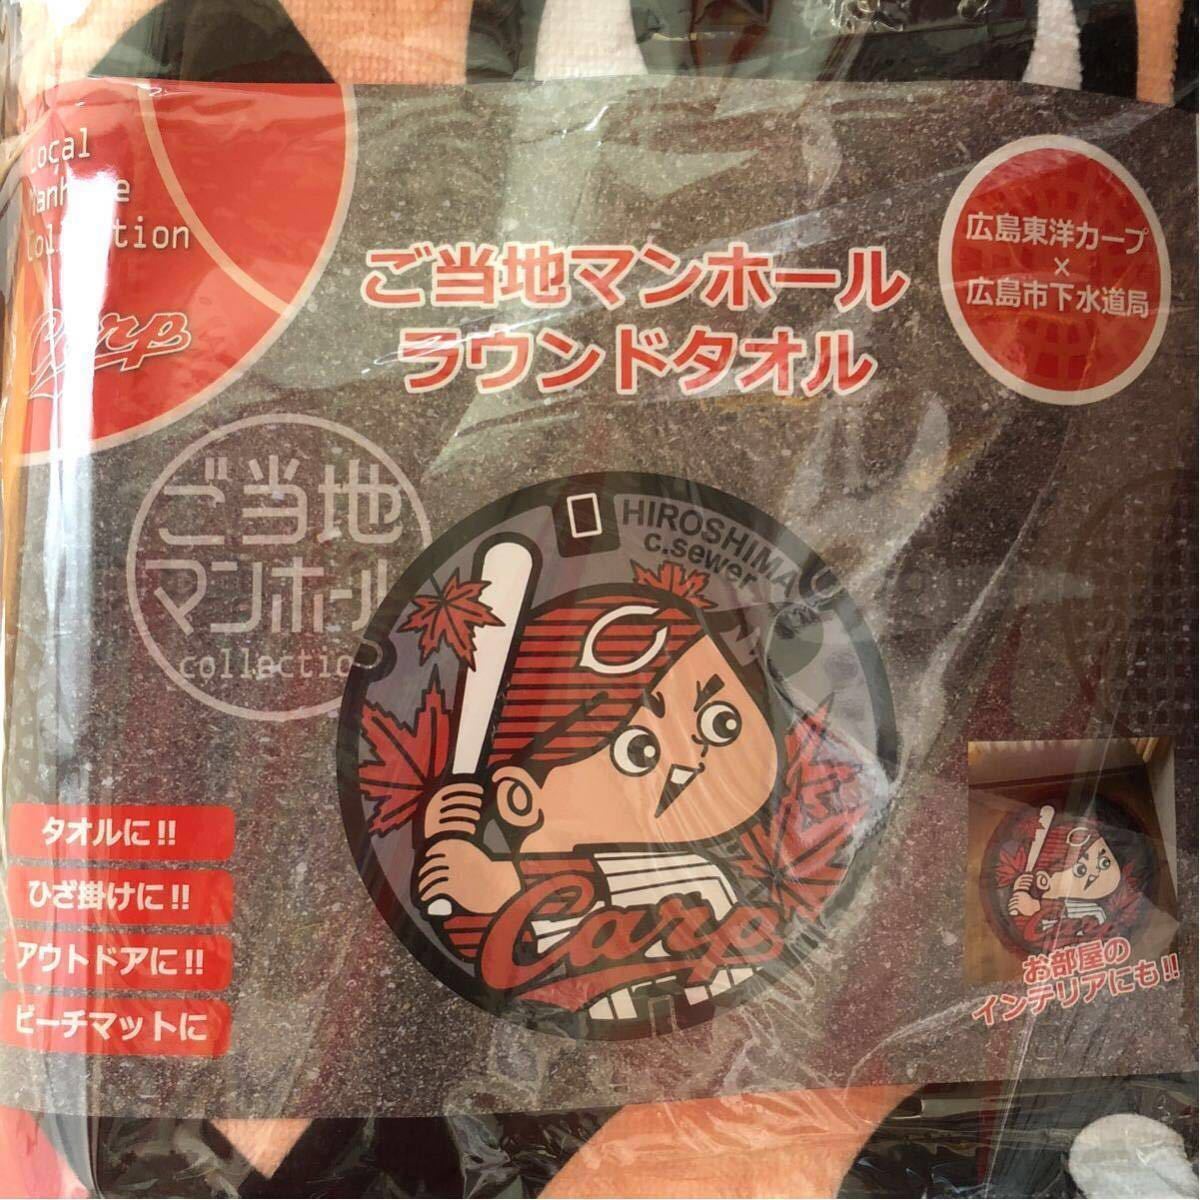 Local
Manhole
Collection
Carp
ご当地マンホール
ラウンドタオル
広島東洋カープ
×
広島市下水道局
ご当地
マンホール
collection
HIROSHIMA
c.sewer
C
Carp
タオルに!!
ひざ掛けに!!
アウトドアに!!
ビーチマットに
Carp
お部屋の
インテリアにも!!